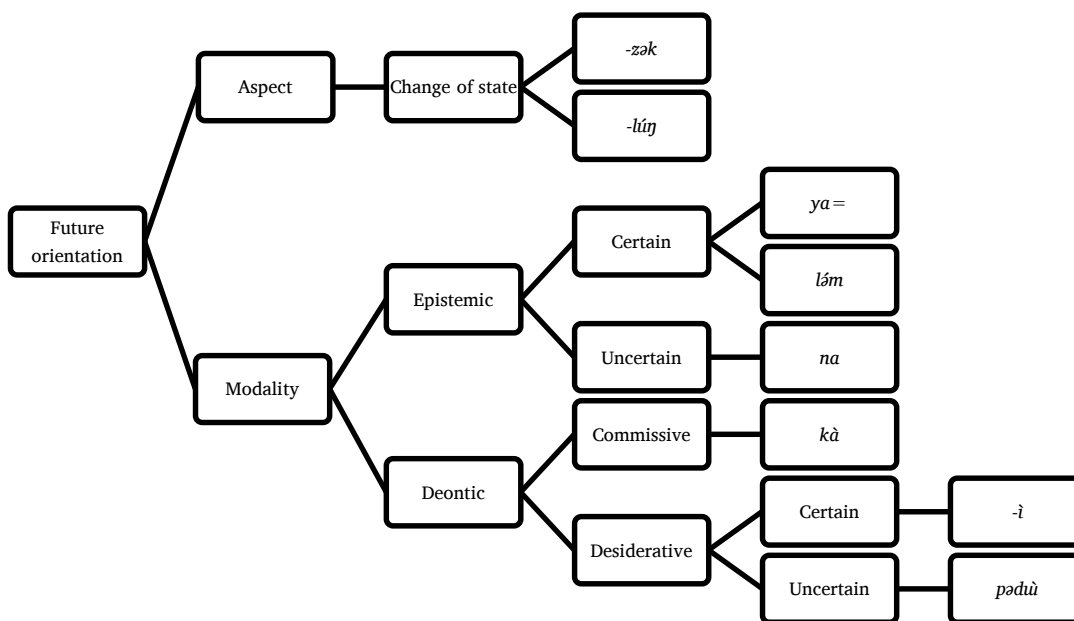 -zək
Aspect
Change of state
-lúŋ
ya=
Certain
Future
orientation
lə́m
Epistemic
Uncertain
na
Modality
Commissive
kà
Deontic
Certain
-ì
Desiderative
Uncertain
pəduù